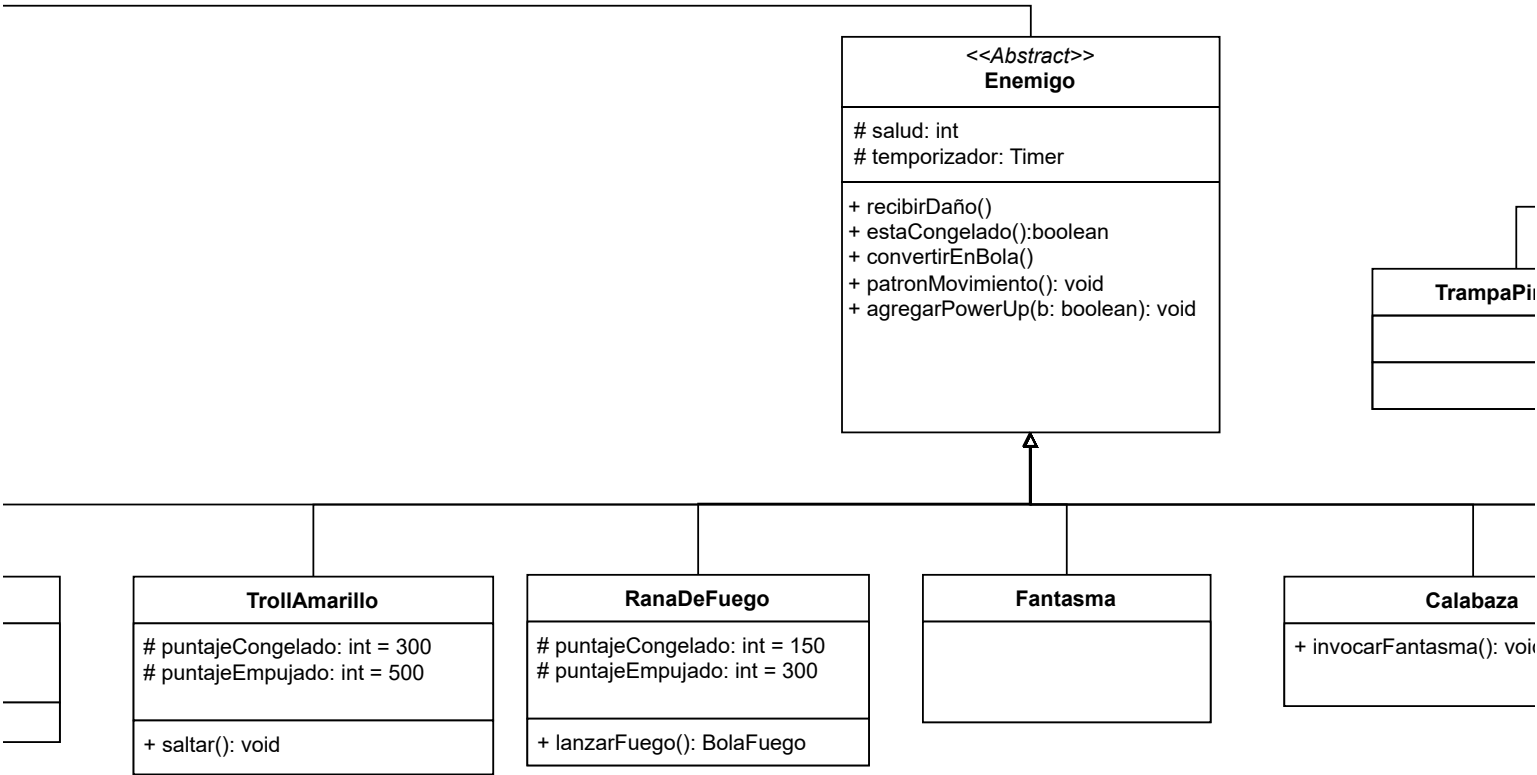 <<Abstract>>
Enemigo
# salud: int
# temporizador: Timer
+ recibirDaño()
+ estaCongelado():boolean
+ convertirEnBola()
+ patronMovimiento(): void
+ agregarPowerUp(b: boolean): void
TrollAmarillo
# puntajeCongelado: int = 300
# puntajeEmpujado: int = 500
+ saltar(): void
RanaDeFuego
# puntajeCongelado: int = 150
# puntajeEmpujado: int = 300
+ lanzarFuego(): BolaFuego
Fantasma
Calabaza
+ invocarFantasma():